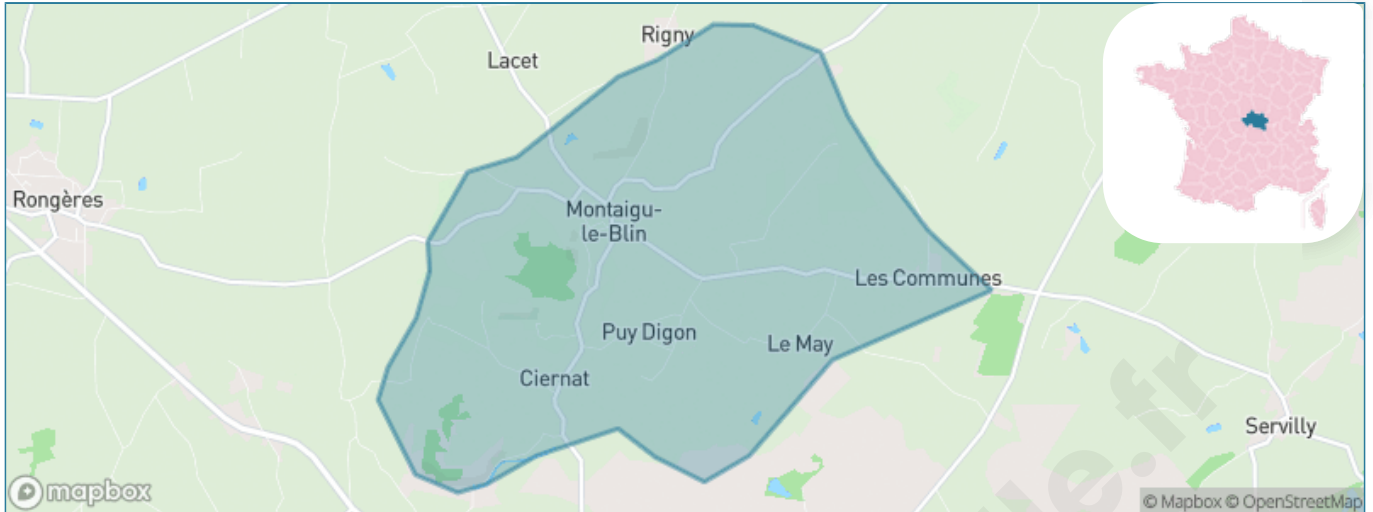 Rigny
Lacet
Rongères
Montaigu-
le-Blin
Les Communes
Puy Digon
Le May
Ciernat
Servilly
mapbox
© Mapbox © OpenStreetMap